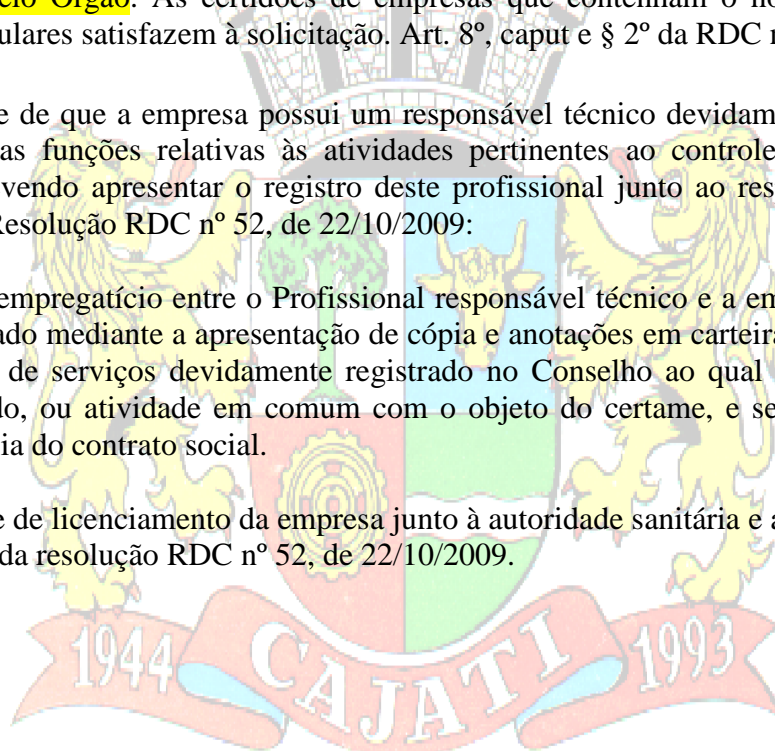 elo Órgão. As certidões de empresas que contenham o no
ulares satisfazem à solicitação. Art. 8º, caput e § 2º da RDC n
e de que a empresa possui um responsável técnico devidam
as funções relativas às atividades pertinentes ao controle
vendo apresentar o registro deste profissional junto ao res
Resolução RDC nº 52, de 22/10/2009:
empregatício entre o Profissional responsável técnico e a em
ado mediante a apresentação de cópia e anotações em carteira
de serviços devidamente registrado no Conselho ao qual
lo, ou atividade em comum com o objeto do certame, e se
ia do contrato social.
e de licenciamento da empresa junto à autoridade sanitária e a
da resolução RDC nº 52, de 22/10/2009.
1944 CAJATI 1993